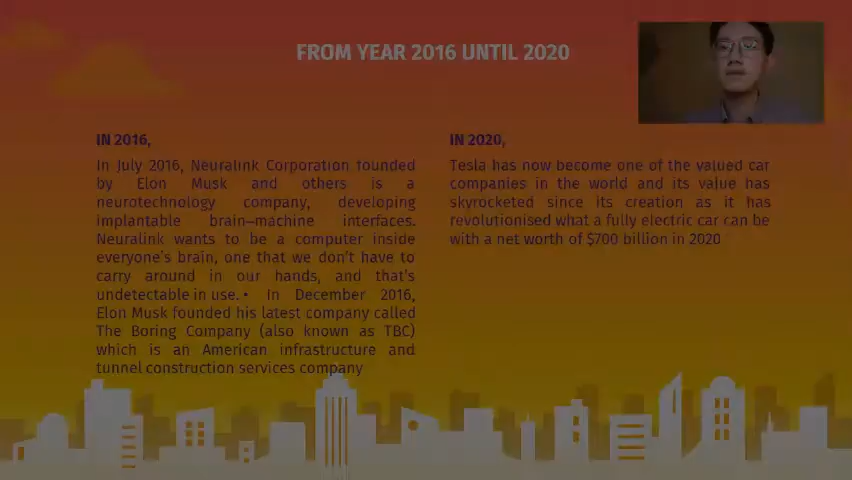 FROM YEAR 2016 UNTIL 2020
IN 2016,
In July 2016, Neuralink Corporation founded
by Elon Musk and others is a
neurotechnology company, developing
implantable brain–machine interfaces.
Neuralink wants to be a computer inside
everyone's brain, one that we don't have to
carry around in our hands, and that's
undetectable in use. • In December 2016,
Elon Musk founded his latest company called
The Boring Company (also known as TBC)
which is an American infrastructure and
tunnel construction services company
IN 2020,
Tesla has now become one of the valued car
companies in the world and its value has
skyrocketed since its creation as it has
revolutionised what a fully electric car can be
with a net worth of $700 billion in 2020